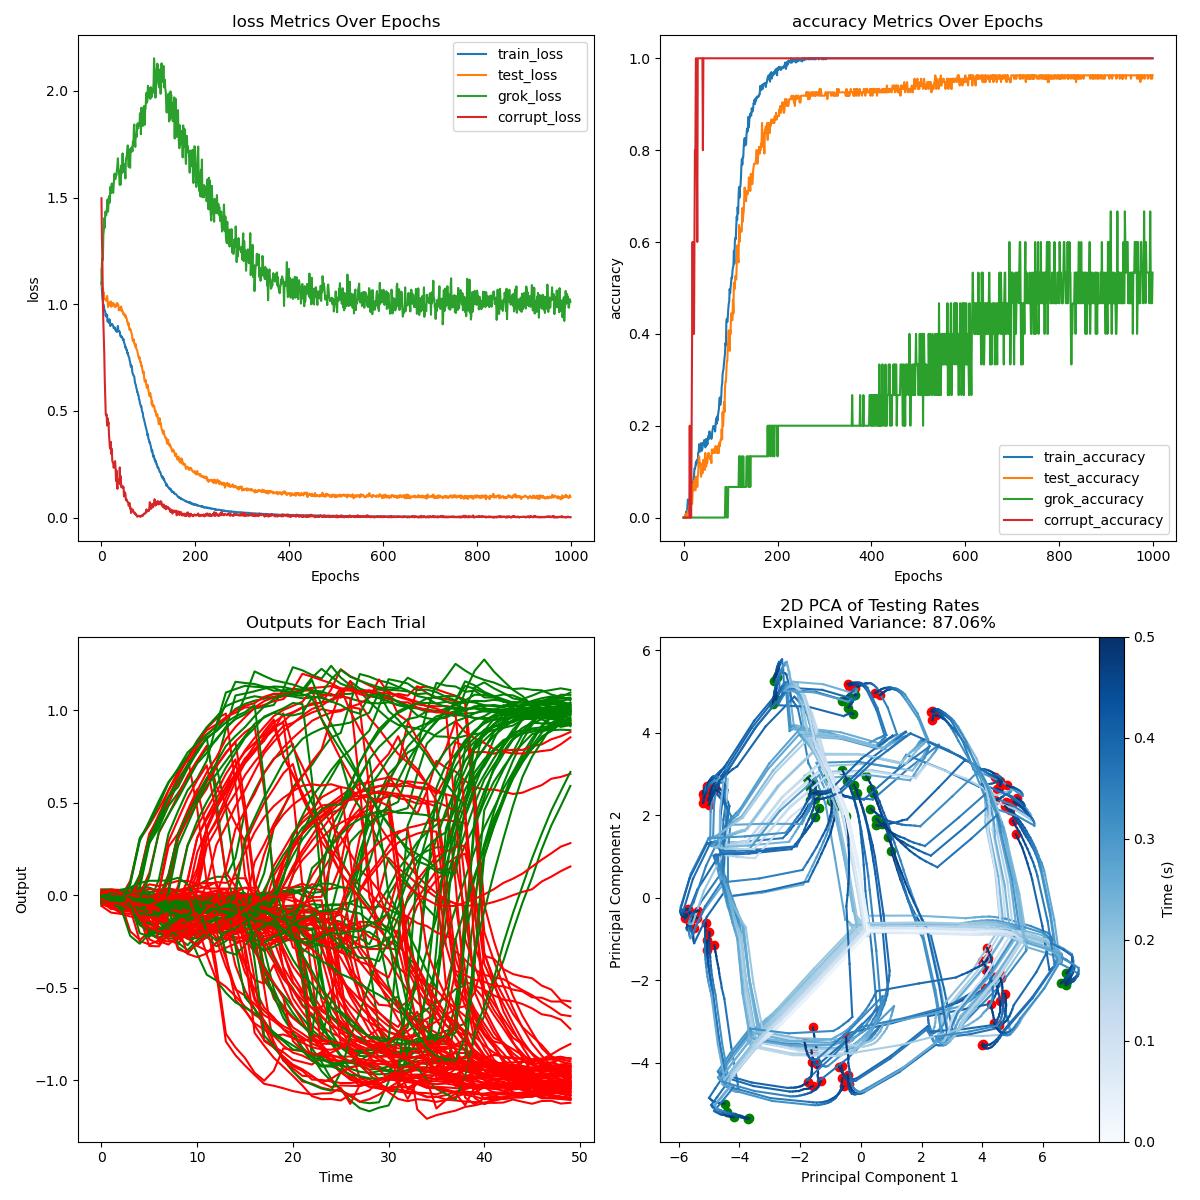 loss Metrics Over Epochs
2.0
1.5
1.0
0.5
0.0
loss
0
200
400
600
800
1000
Epochs
train_loss
test_loss
grok_loss
corrupt_loss
accuracy Metrics Over Epochs
1.0
0.8
0.6
0.4
0.2
0.0
accuracy
0
200
400
600
800
1000
Epochs
train_accuracy
test_accuracy
grok_accuracy
corrupt_accuracy
Outputs for Each Trial
1.0
0.5
0.0
−0.5
−1.0
Output
0
10
20
30
40
50
Time
2D PCA of Testing Rates
Explained Variance: 87.06%
6
4
2
0
−2
−4
Principal Component 2
−6
−4
−2
0
2
4
6
Principal Component 1
0.5
0.4
0.3
0.2
0.1
0.0
Time (s)